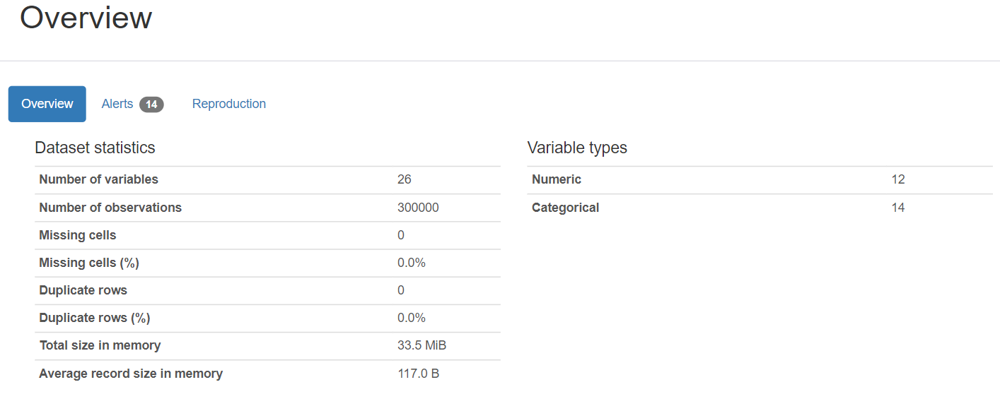 Overview
Overview Alerts 14 Reproduction
Dataset statistics
Number of variables 26
Number of observations 300000
Missing cells 0
Missing cells (%) 0.0%
Duplicate rows 0
Duplicate rows (%) 0.0%
Total size in memory 33.5 MiB
Average record size in memory 117.0 B
Variable types
Numeric 12
Categorical 14